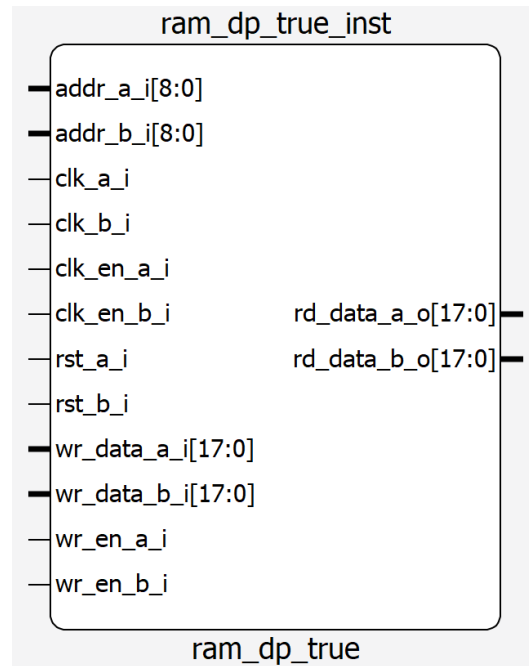 ram_dp_true_inst
addr_a_i[8:0]
addr_b_i[8:0]
clk_a_i
clk_b_i
clk_en_a_i
clk_en_b_i
rd_data_a_o[17:0]
rst_a_i
rd_data_b_o[17:0]
rst_b_i
wr_data_a_i[17:0]
wr_data_b_i[17:0]
wr_en_a_i
wr_en_b_i
ram_dp_true